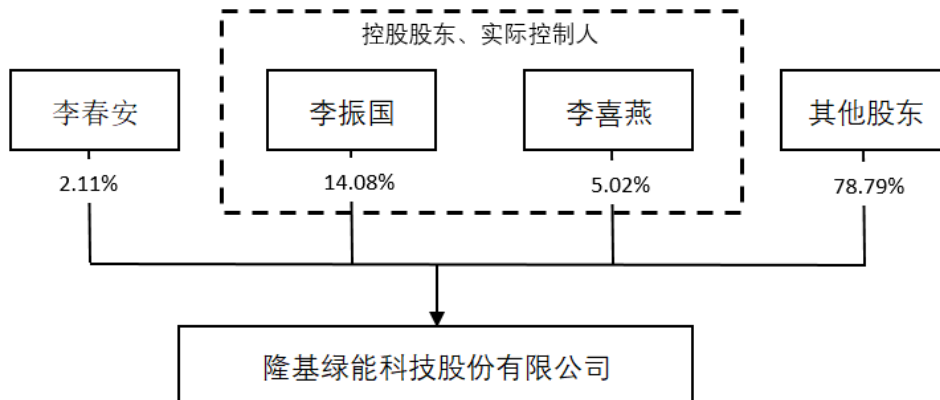 控股股东、实际控制人
李春安
李振国
李喜燕
其他股东
2.11%
14.08%
5.02%
78.79%
隆基绿能科技股份有限公司